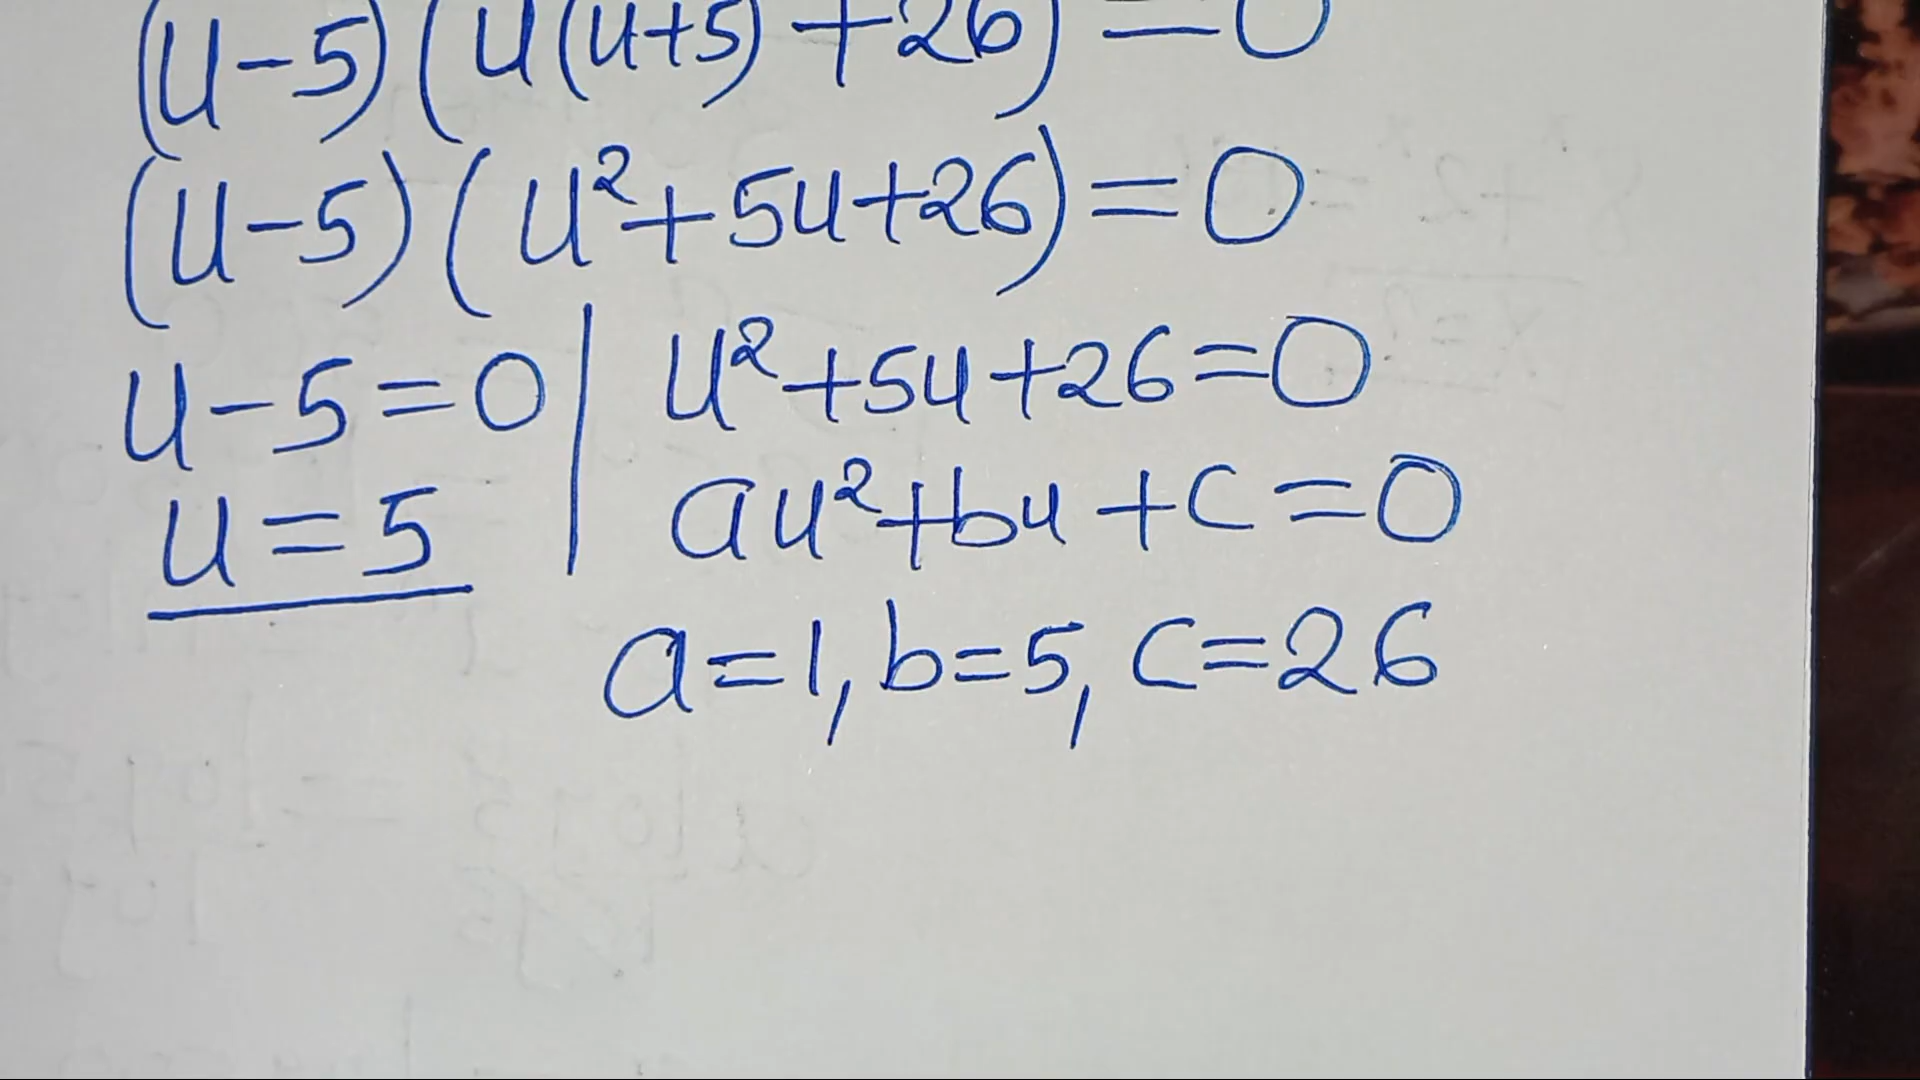 (u-5)(u(u+5)+26)=0
(u-5)(u²+5u+26)=0
u-5=0 | u²+5u+26=0
u=5 | au²+bu+c=0
a=1, b=5, c=26